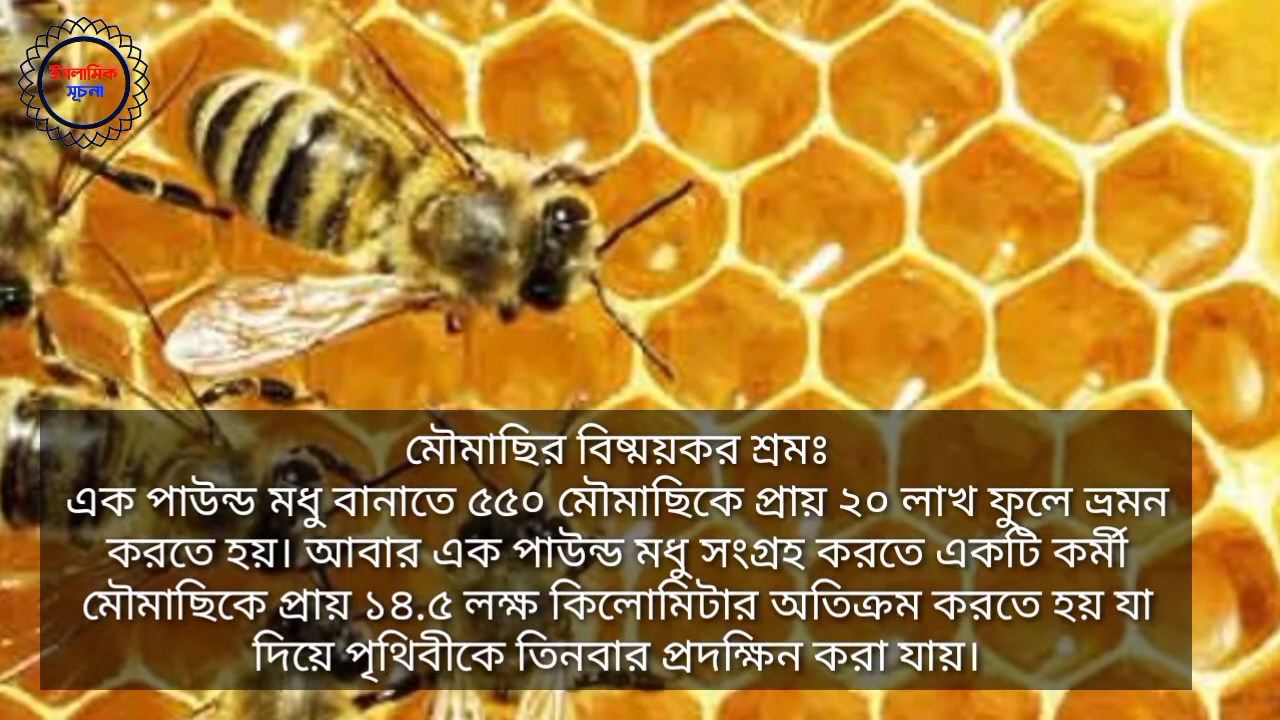 ইসলামিক
সূচনা
মৌমাছির বিষ্ময়কর শ্রমঃ
এক পাউন্ড মধু বানাতে ৫৫০ মৌমাছিকে প্রায় ২০ লাখ ফুলে ভ্রমন
করতে হয়। আবার এক পাউন্ড মধু সংগ্রহ করতে একটি কর্মী
মৌমাছিকে প্রায় ১৪.৫ লক্ষ কিলোমিটার অতিক্রম করতে হয় যা
দিয়ে পৃথিবীকে তিনবার প্রদক্ষিন করা যায়।